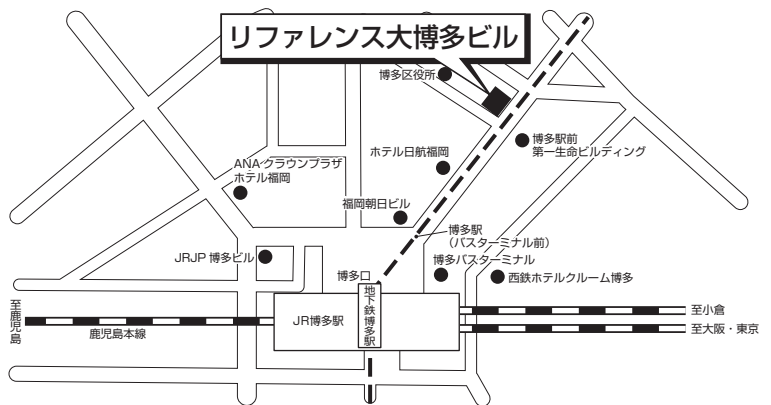 リファレンス大博多ビル
博多区役所
博多駅前
第一生命ビルディング
ホテル日航福岡
ANAクラウンプラザ
ホテル福岡
福岡朝日ビル
博多駅
（バスターミナル前）
JRJP 博多ビル
博多口
博多バスターミナル
西鉄ホテルクルーム博多
地下鉄博多駅
JR博多駅
至鹿児島
鹿児島本線
至小倉
至大阪・東京